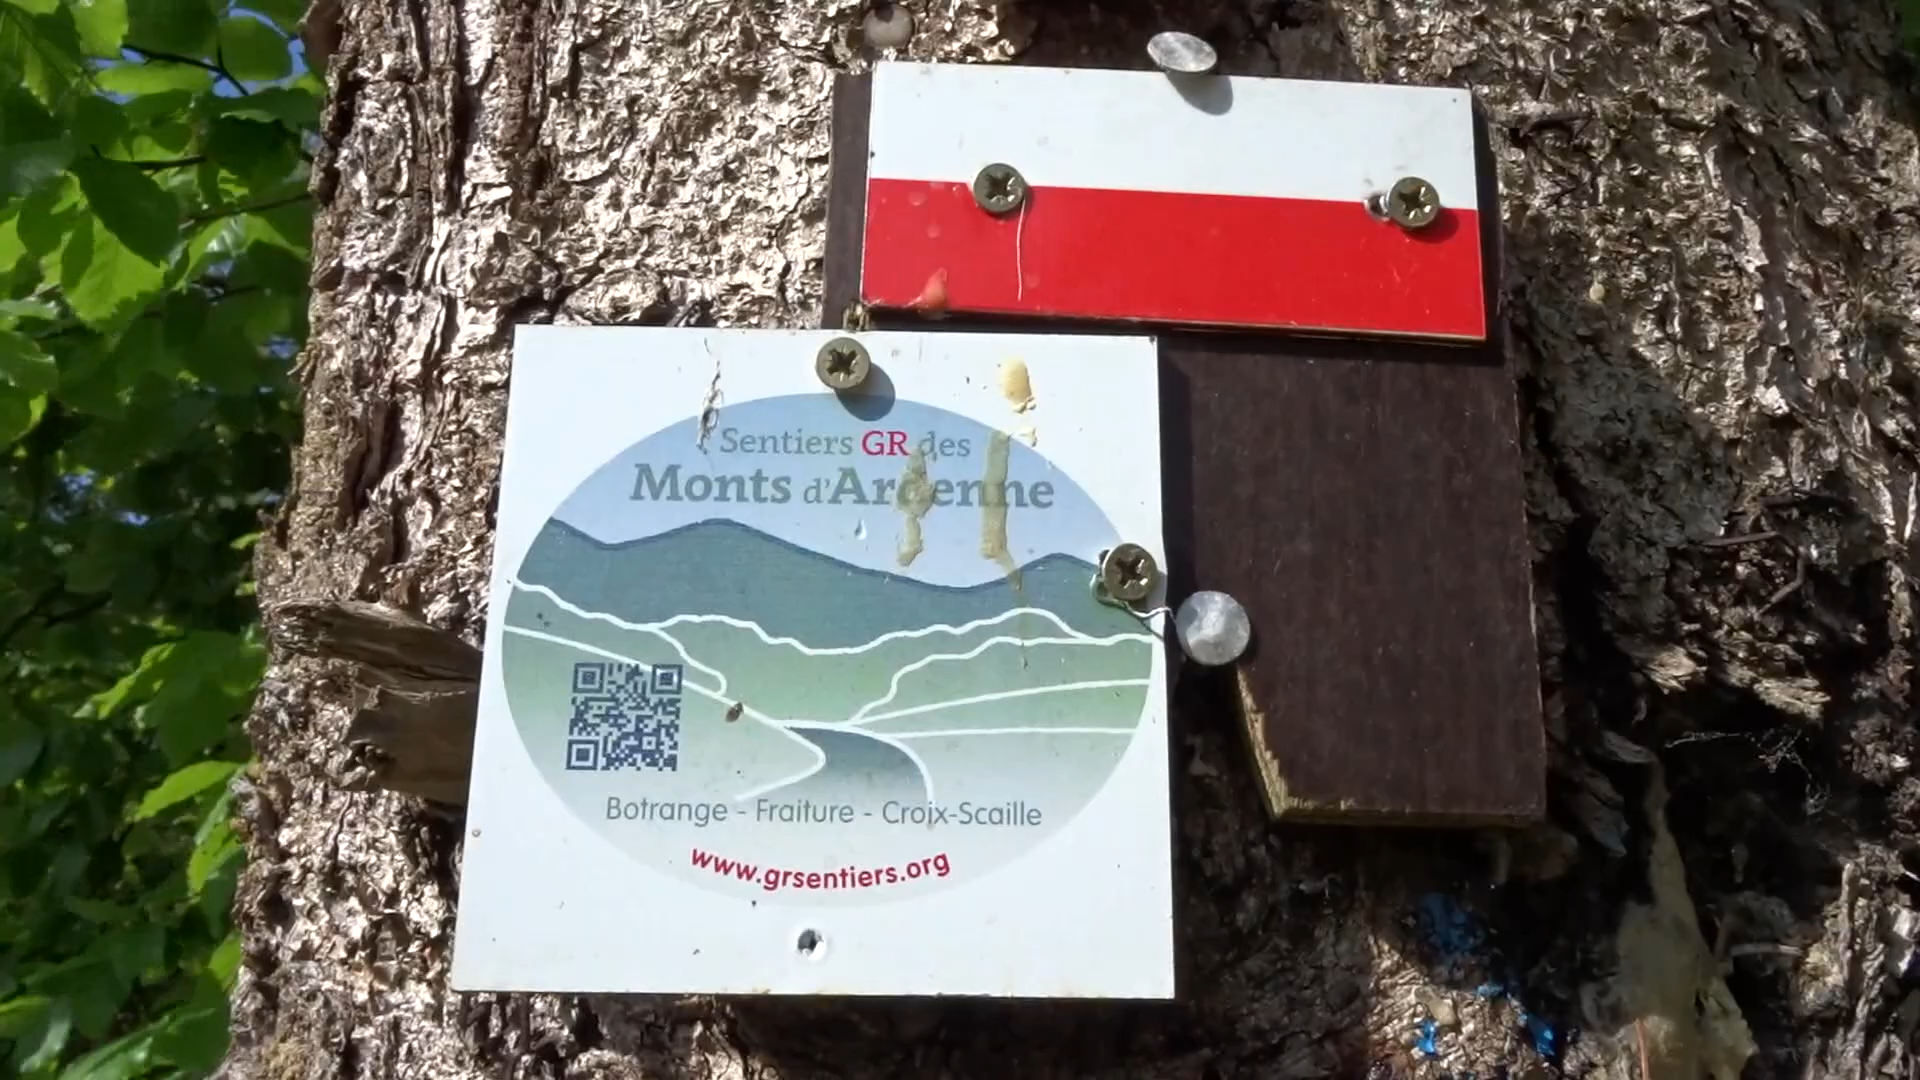 Sentiers GR des
Monts d'Ardenne
Botrange - Fraiture - Croix-Scaille
www.grsentiers.org